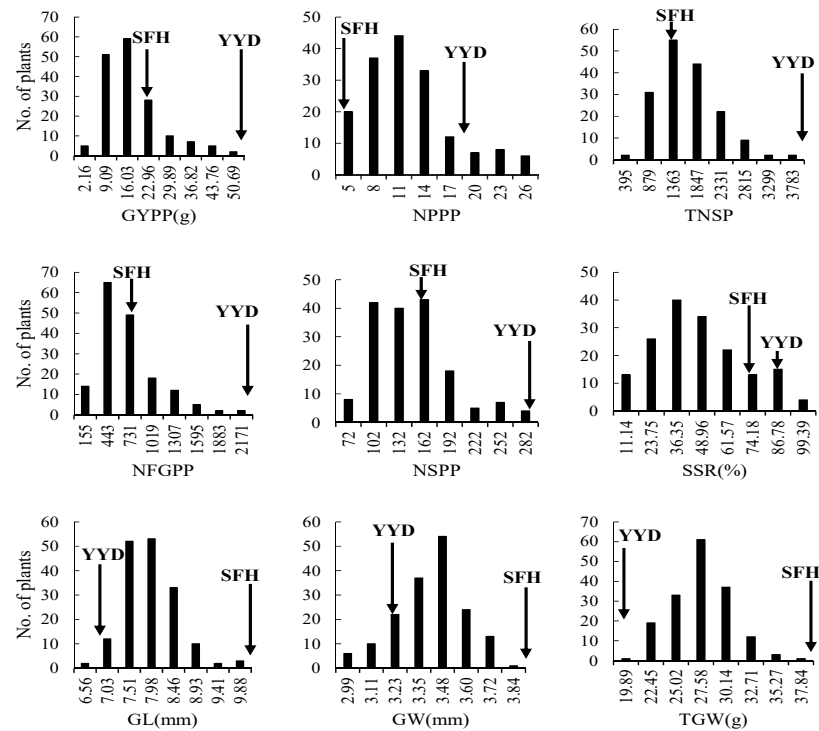 No. of plants
70
60
50
40
30
20
10
0
SFH
YYD
2.16 9.09 16.03 22.96 29.89 36.82 43.76 50.69
GYPP(g)
50
40
30
20
10
0
SFH
YYD
5 8 11 14 17 20 23 26
NPPP
70
60
50
40
30
20
10
0
SFH
YYD
395 879 1363 1847 2331 2815 3299 3783
TNSP
No. of plants
70
60
50
40
30
20
10
0
SFH
YYD
155 443 731 1019 1307 1595 1883 2171
NFGPP
50
40
30
20
10
0
SFH
YYD
72 102 132 162 192 222 252 282
NSPP
50
40
30
20
10
0
SFH
YYD
11.14 23.75 36.35 48.96 61.57 74.18 86.78 99.39
SSR(%)
No. of plants
60
50
40
30
20
10
0
YYD
SFH
6.56 7.03 7.51 7.98 8.46 8.93 9.41 9.88
GL(mm)
60
50
40
30
20
10
0
YYD
SFH
2.99 3.11 3.23 3.35 3.48 3.60 3.72 3.84
GW(mm)
70
60
50
40
30
20
10
0
YYD
SFH
19.89 22.45 25.02 27.58 30.14 32.71 35.27 37.84
TGW(g)